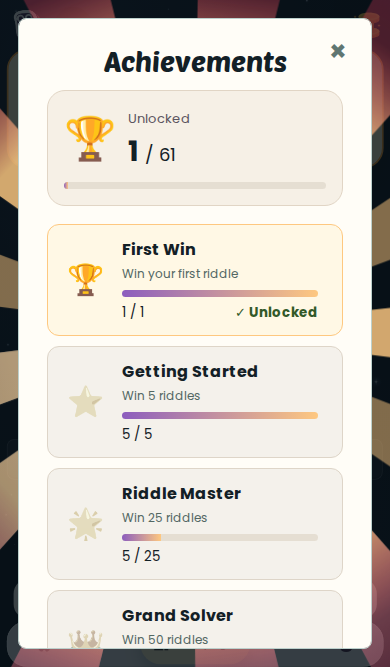 Achievements
✖
Unlocked
1 / 61
First Win
Win your first riddle
1 / 1 ✓ Unlocked
Getting Started
Win 5 riddles
5 / 5
Riddle Master
Win 25 riddles
5 / 25
Grand Solver
Win 50 riddles